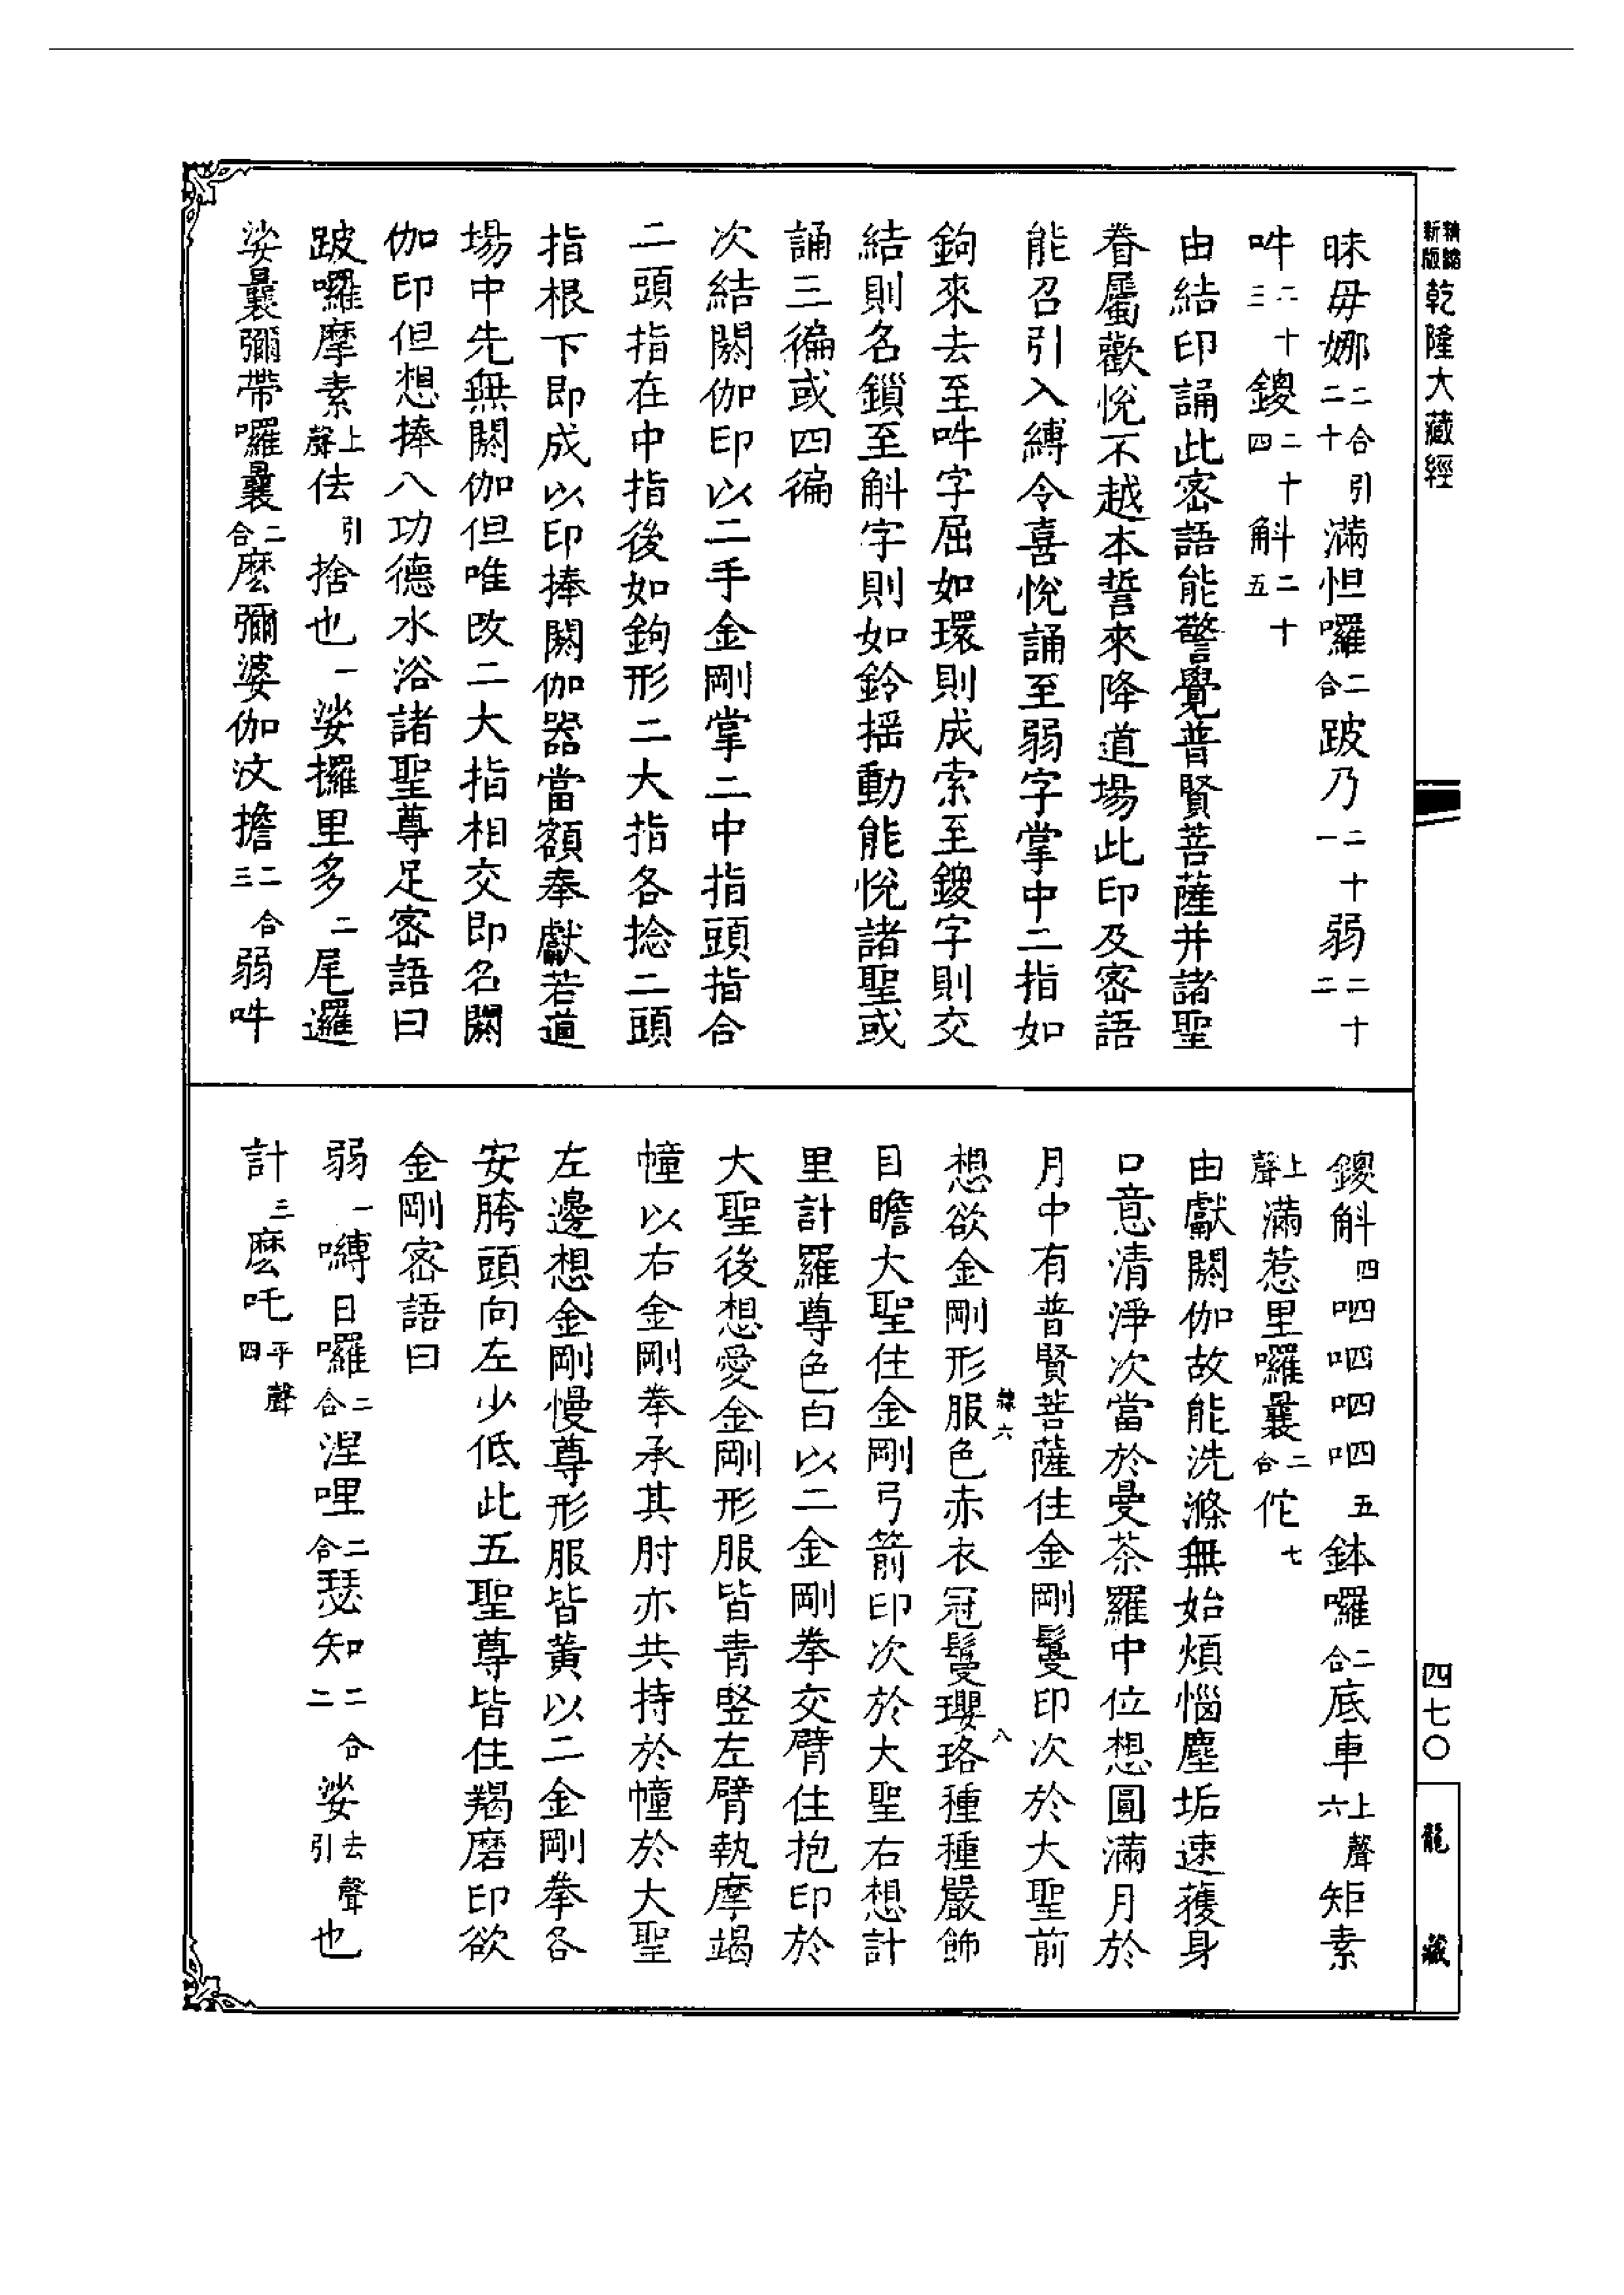 精緻
新版
乾隆大藏經
四七〇
龍藏
昧毋娜二合引二十滿怛囉二合跛乃二十一弱二十二
吽二十三鑁二十四斛二十五
由結印誦此密語能警覺普賢菩薩并諸聖
眷屬歡悅不越本誓來降道場此印及密語
能召引入縛令喜悅誦至弱字掌中二指如
鉤來去至吽字屈如環則成索至鑁字則交
結則名鎖至斛字則如鈴搖動能悅諸聖或
誦三徧或四徧
次結閼伽印以二手金剛掌二中指頭指合
二頭指在中指後如鉤形二大指各捻二頭
指根下即成以印捧閼伽器當額奉獻若道
場中先無閼伽但唯改二大指相交即名閼
伽印但想捧八功德水浴諸聖尊足密語曰
跛囉摩素上聲佉引捨也一娑攞里多二尾邏
娑曩彌帶囉曩二合麽彌婆伽汶擔二合三弱吽
鑁斛四呬呬呬呬五鉢囉二合底車上聲六矩素
上聲滿惹里囉曩二合佗七
由獻閼伽故能洗滌無始煩惱塵垢速獲身
口意清淨次當於曼荼羅中位想圓滿月於
月中有普賢菩薩住金剛鬘印次於大聖前
想欲金剛形服色赤衣冠鬘瓔珞種種嚴飾
六
八
目瞻大聖住金剛弓箭印次於大聖右想計
里計羅尊色白以二金剛拳交臂住抱印於
大聖後想愛金剛形服皆青竪左臂執摩竭
幢以右金剛拳承其肘亦共持於幢於大聖
左邊想金剛慢尊形服皆黃以二金剛拳各
安胯頭向左少低此五聖尊皆住羯磨印欲
金剛密語曰
弱一嚩日囉二合涅哩二合瑟知二合二娑去聲引也
計三麽吒平聲四